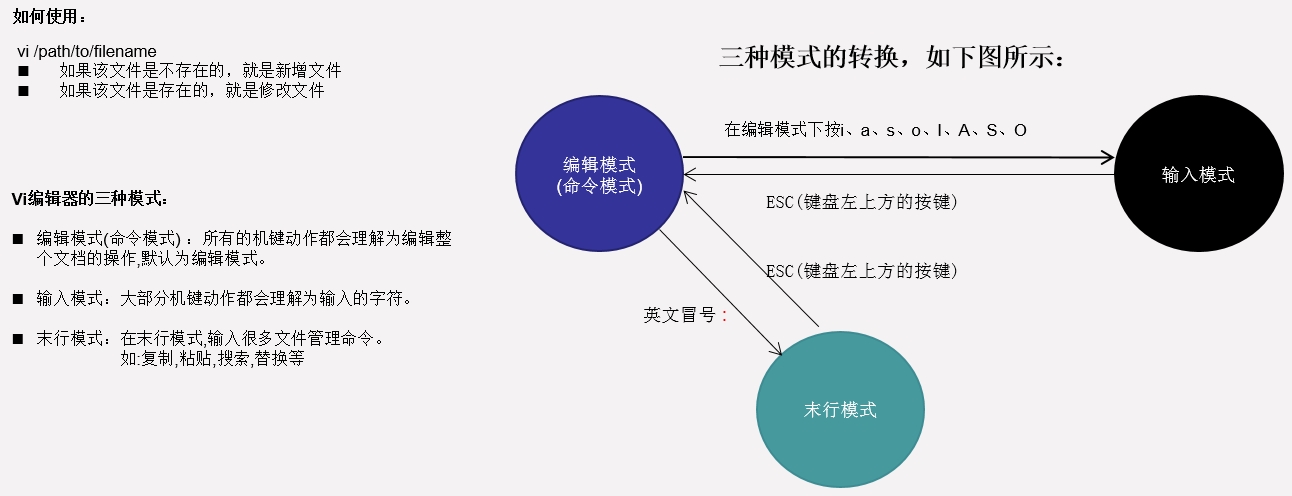 如何使用：
vi /path/to/filename
■ 如果该文件是不存在的，就是新增文件
■ 如果该文件是存在的，就是修改文件
Vi编辑器的三种模式：
■ 编辑模式(命令模式)：所有的机键动作都会理解为编辑整
个文档的操作,默认为编辑模式。
■ 输入模式：大部分机键动作都会理解为输入的字符。
■ 末行模式：在末行模式,输入很多文件管理命令。
如:复制,粘贴,搜索,替换等
三种模式的转换，如下图所示：
在编辑模式下按i、a、s、o、I、A、S、O
编辑模式
(命令模式)
输入模式
ESC(键盘左上方的按键)
ESC(键盘左上方的按键)
英文冒号：
末行模式